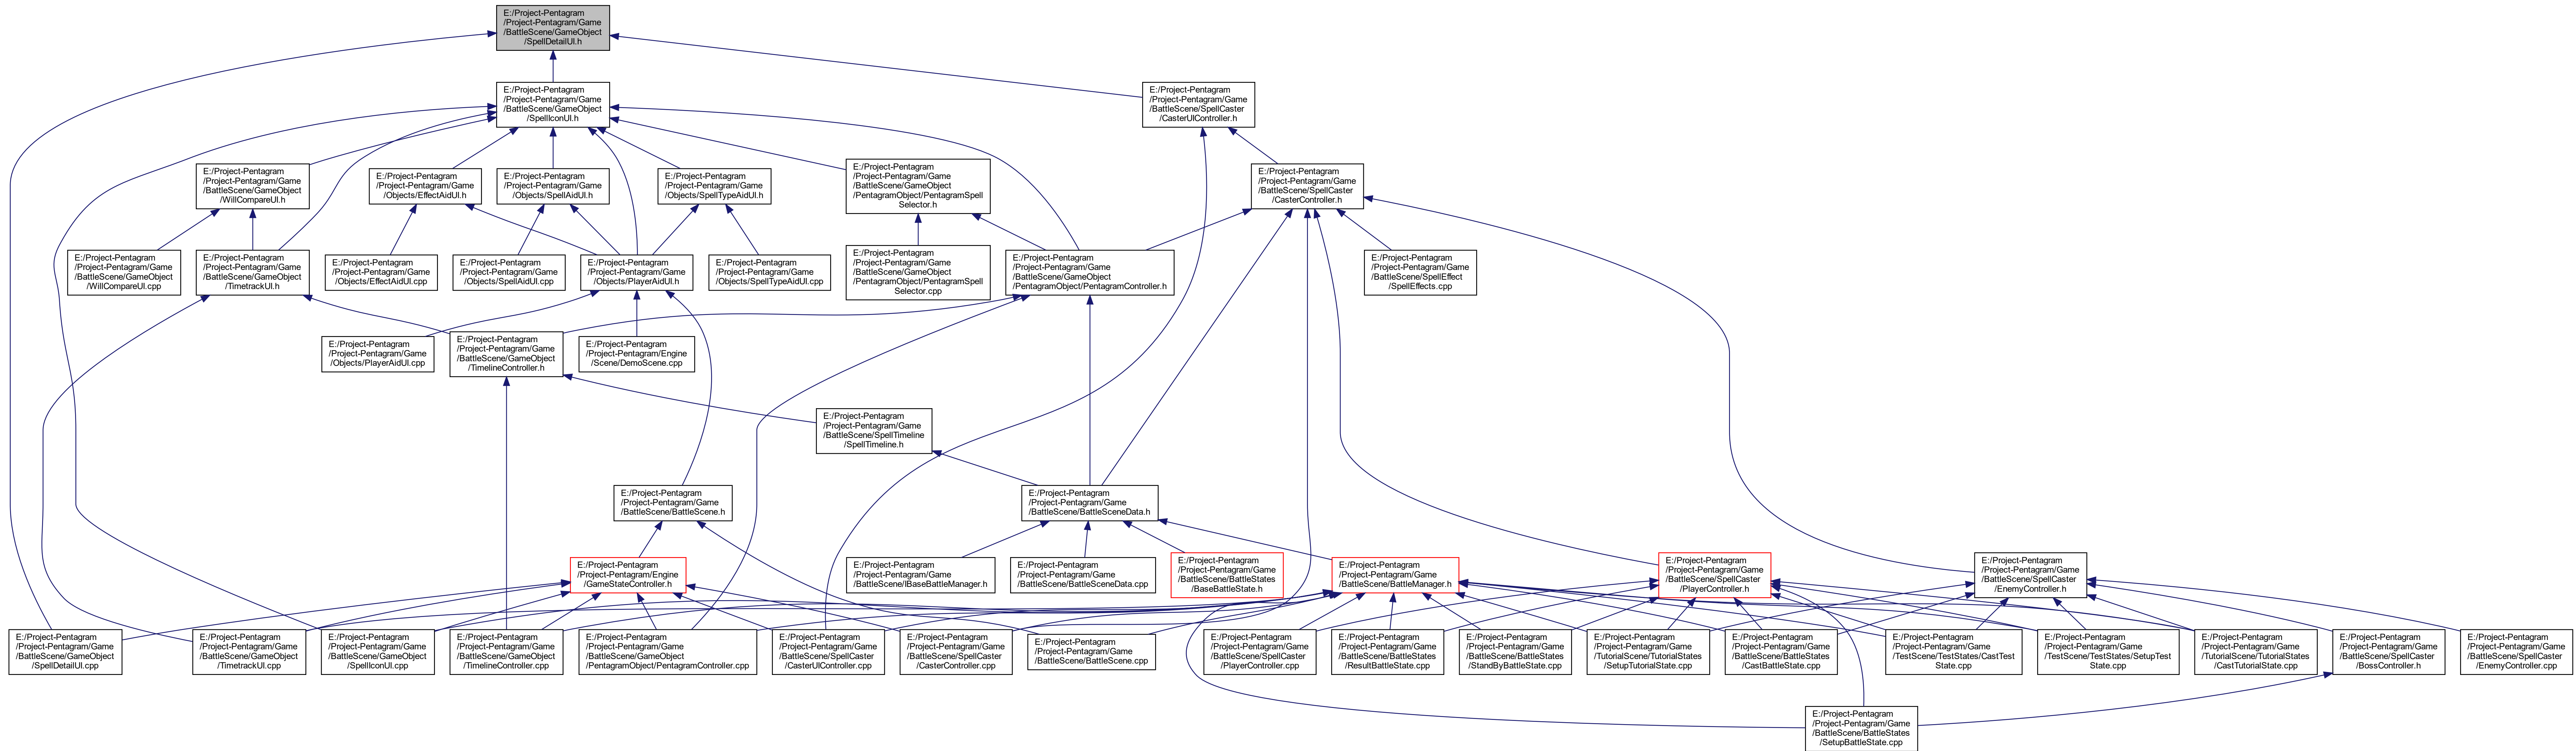 E:/Project-Pentagram
/Project-Pentagram/Game
/BattleScene/GameObject
/SpellDetailUI.h
E:/Project-Pentagram
/Project-Pentagram/Game
/BattleScene/GameObject
/SpellIconUI.h
E:/Project-Pentagram
/Project-Pentagram/Game
/BattleScene/SpellCaster
/CasterUIController.h
E:/Project-Pentagram
/Project-Pentagram/Game
/BattleScene/GameObject
/WillCompareUI.h
E:/Project-Pentagram
/Project-Pentagram/Game
/Objects/EffectAidUI.h
E:/Project-Pentagram
/Project-Pentagram/Game
/Objects/SpellAidUI.h
E:/Project-Pentagram
/Project-Pentagram/Game
/Objects/SpellTypeAidUI.h
E:/Project-Pentagram
/Project-Pentagram/Game
/BattleScene/GameObject
/PentagramObject/PentagramSpell
Selector.h
E:/Project-Pentagram
/Project-Pentagram/Game
/BattleScene/SpellCaster
/CasterController.h
E:/Project-Pentagram
/Project-Pentagram/Game
/BattleScene/GameObject
/WillCompareUI.cpp
E:/Project-Pentagram
/Project-Pentagram/Game
/BattleScene/GameObject
/TimetrackUI.h
E:/Project-Pentagram
/Project-Pentagram/Game
/Objects/EffectAidUI.cpp
E:/Project-Pentagram
/Project-Pentagram/Game
/Objects/SpellAidUI.cpp
E:/Project-Pentagram
/Project-Pentagram/Game
/Objects/PlayerAidUI.h
E:/Project-Pentagram
/Project-Pentagram/Game
/Objects/SpellTypeAidUI.cpp
E:/Project-Pentagram
/Project-Pentagram/Game
/BattleScene/GameObject
/PentagramObject/PentagramSpell
Selector.cpp
E:/Project-Pentagram
/Project-Pentagram/Game
/BattleScene/GameObject
/PentagramObject/PentagramController.h
E:/Project-Pentagram
/Project-Pentagram/Game
/BattleScene/SpellEffect
/SpellEffects.cpp
E:/Project-Pentagram
/Project-Pentagram/Game
/Objects/PlayerAidUI.cpp
E:/Project-Pentagram
/Project-Pentagram/Game
/BattleScene/GameObject
/TimelineController.h
E:/Project-Pentagram
/Project-Pentagram/Engine
/Scene/DemoScene.cpp
E:/Project-Pentagram
/Project-Pentagram/Game
/BattleScene/SpellTimeline
/SpellTimeline.h
E:/Project-Pentagram
/Project-Pentagram/Game
/BattleScene/BattleScene.h
E:/Project-Pentagram
/Project-Pentagram/Game
/BattleScene/BattleSceneData.h
E:/Project-Pentagram
/Project-Pentagram/Engine
/GameStateController.h
E:/Project-Pentagram
/Project-Pentagram/Game
/BattleScene/IBaseBattleManager.h
E:/Project-Pentagram
/Project-Pentagram/Game
/BattleScene/BattleSceneData.cpp
E:/Project-Pentagram
/Project-Pentagram/Game
/BattleScene/BattleStates
/BaseBattleState.h
E:/Project-Pentagram
/Project-Pentagram/Game
/BattleScene/BattleManager.h
E:/Project-Pentagram
/Project-Pentagram/Game
/BattleScene/SpellCaster
/PlayerController.h
E:/Project-Pentagram
/Project-Pentagram/Game
/BattleScene/SpellCaster
/EnemyController.h
E:/Project-Pentagram
/Project-Pentagram/Game
/BattleScene/GameObject
/SpellDetailUI.cpp
E:/Project-Pentagram
/Project-Pentagram/Game
/BattleScene/GameObject
/TimetrackUI.cpp
E:/Project-Pentagram
/Project-Pentagram/Game
/BattleScene/GameObject
/SpellIconUI.cpp
E:/Project-Pentagram
/Project-Pentagram/Game
/BattleScene/GameObject
/TimelineController.cpp
E:/Project-Pentagram
/Project-Pentagram/Game
/BattleScene/GameObject
/PentagramObject/PentagramController.cpp
E:/Project-Pentagram
/Project-Pentagram/Game
/BattleScene/SpellCaster
/CasterUIController.cpp
E:/Project-Pentagram
/Project-Pentagram/Game
/BattleScene/SpellCaster
/CasterController.cpp
E:/Project-Pentagram
/Project-Pentagram/Game
/BattleScene/BattleScene.cpp
E:/Project-Pentagram
/Project-Pentagram/Game
/BattleScene/SpellCaster
/PlayerController.cpp
E:/Project-Pentagram
/Project-Pentagram/Game
/BattleScene/BattleStates
/ResultBattleState.cpp
E:/Project-Pentagram
/Project-Pentagram/Game
/BattleScene/BattleStates
/StandByBattleState.cpp
E:/Project-Pentagram
/Project-Pentagram/Game
/TutorialScene/TutorialStates
/SetupTutorialState.cpp
E:/Project-Pentagram
/Project-Pentagram/Game
/BattleScene/BattleStates
/CastBattleState.cpp
E:/Project-Pentagram
/Project-Pentagram/Game
/TestScene/TestStates/CastTest
State.cpp
E:/Project-Pentagram
/Project-Pentagram/Game
/TestScene/TestStates/SetupTest
State.cpp
E:/Project-Pentagram
/Project-Pentagram/Game
/TutorialScene/TutorialStates
/CastTutorialState.cpp
E:/Project-Pentagram
/Project-Pentagram/Game
/BattleScene/SpellCaster
/BossController.h
E:/Project-Pentagram
/Project-Pentagram/Game
/BattleScene/SpellCaster
/EnemyController.cpp
E:/Project-Pentagram
/Project-Pentagram/Game
/BattleScene/BattleStates
/SetupBattleState.cpp